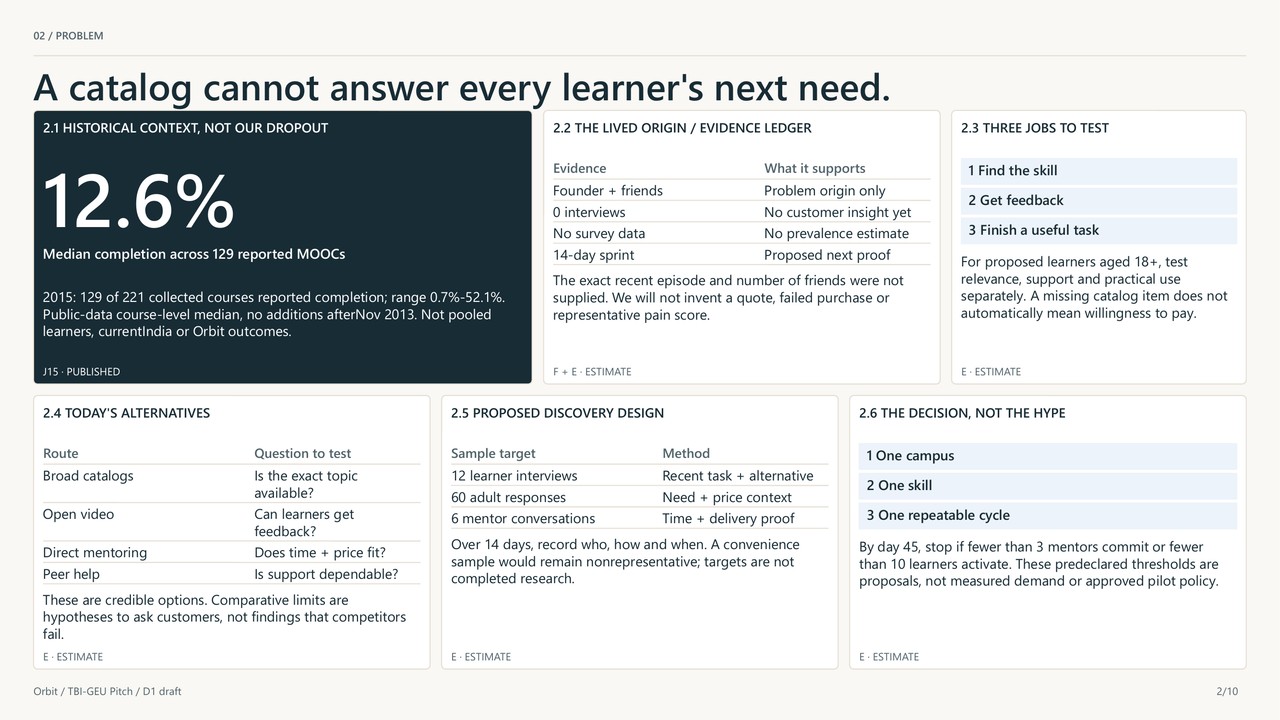 02 / PROBLEM
A catalog cannot answer every learner's next need.
2.1 HISTORICAL CONTEXT, NOT OUR DROPOUT
12.6%
Median completion across 129 reported MOOCs
2015: 129 of 221 collected courses reported completion; range 0.7%-52.1%.
Public-data course-level median, no additions afterNov 2013. Not pooled
learners, currentIndia or Orbit outcomes.
J15 · PUBLISHED
2.2 THE LIVED ORIGIN / EVIDENCE LEDGER
Evidence What it supports
Founder + friends Problem origin only
0 interviews No customer insight yet
No survey data No prevalence estimate
14-day sprint Proposed next proof
The exact recent episode and number of friends were not
supplied. We will not invent a quote, failed purchase or
representative pain score.
F + E · ESTIMATE
2.3 THREE JOBS TO TEST
1 Find the skill
2 Get feedback
3 Finish a useful task
For proposed learners aged 18+, test
relevance, support and practical use
separately. A missing catalog item does not
automatically mean willingness to pay.
E · ESTIMATE
2.4 TODAY'S ALTERNATIVES
Route Question to test
Broad catalogs Is the exact topic
available?
Open video Can learners get
feedback?
Direct mentoring Does time + price fit?
Peer help Is support dependable?
These are credible options. Comparative limits are
hypotheses to ask customers, not findings that competitors
fail.
E · ESTIMATE
2.5 PROPOSED DISCOVERY DESIGN
Sample target Method
12 learner interviews Recent task + alternative
60 adult responses Need + price context
6 mentor conversations Time + delivery proof
Over 14 days, record who, how and when. A convenience
sample would remain nonrepresentative; targets are not
completed research.
E · ESTIMATE
2.6 THE DECISION, NOT THE HYPE
1 One campus
2 One skill
3 One repeatable cycle
By day 45, stop if fewer than 3 mentors commit or fewer
than 10 learners activate. These predeclared thresholds are
proposals, not measured demand or approved pilot policy.
E · ESTIMATE
Orbit / TBI-GEU Pitch / D1 draft
2/10